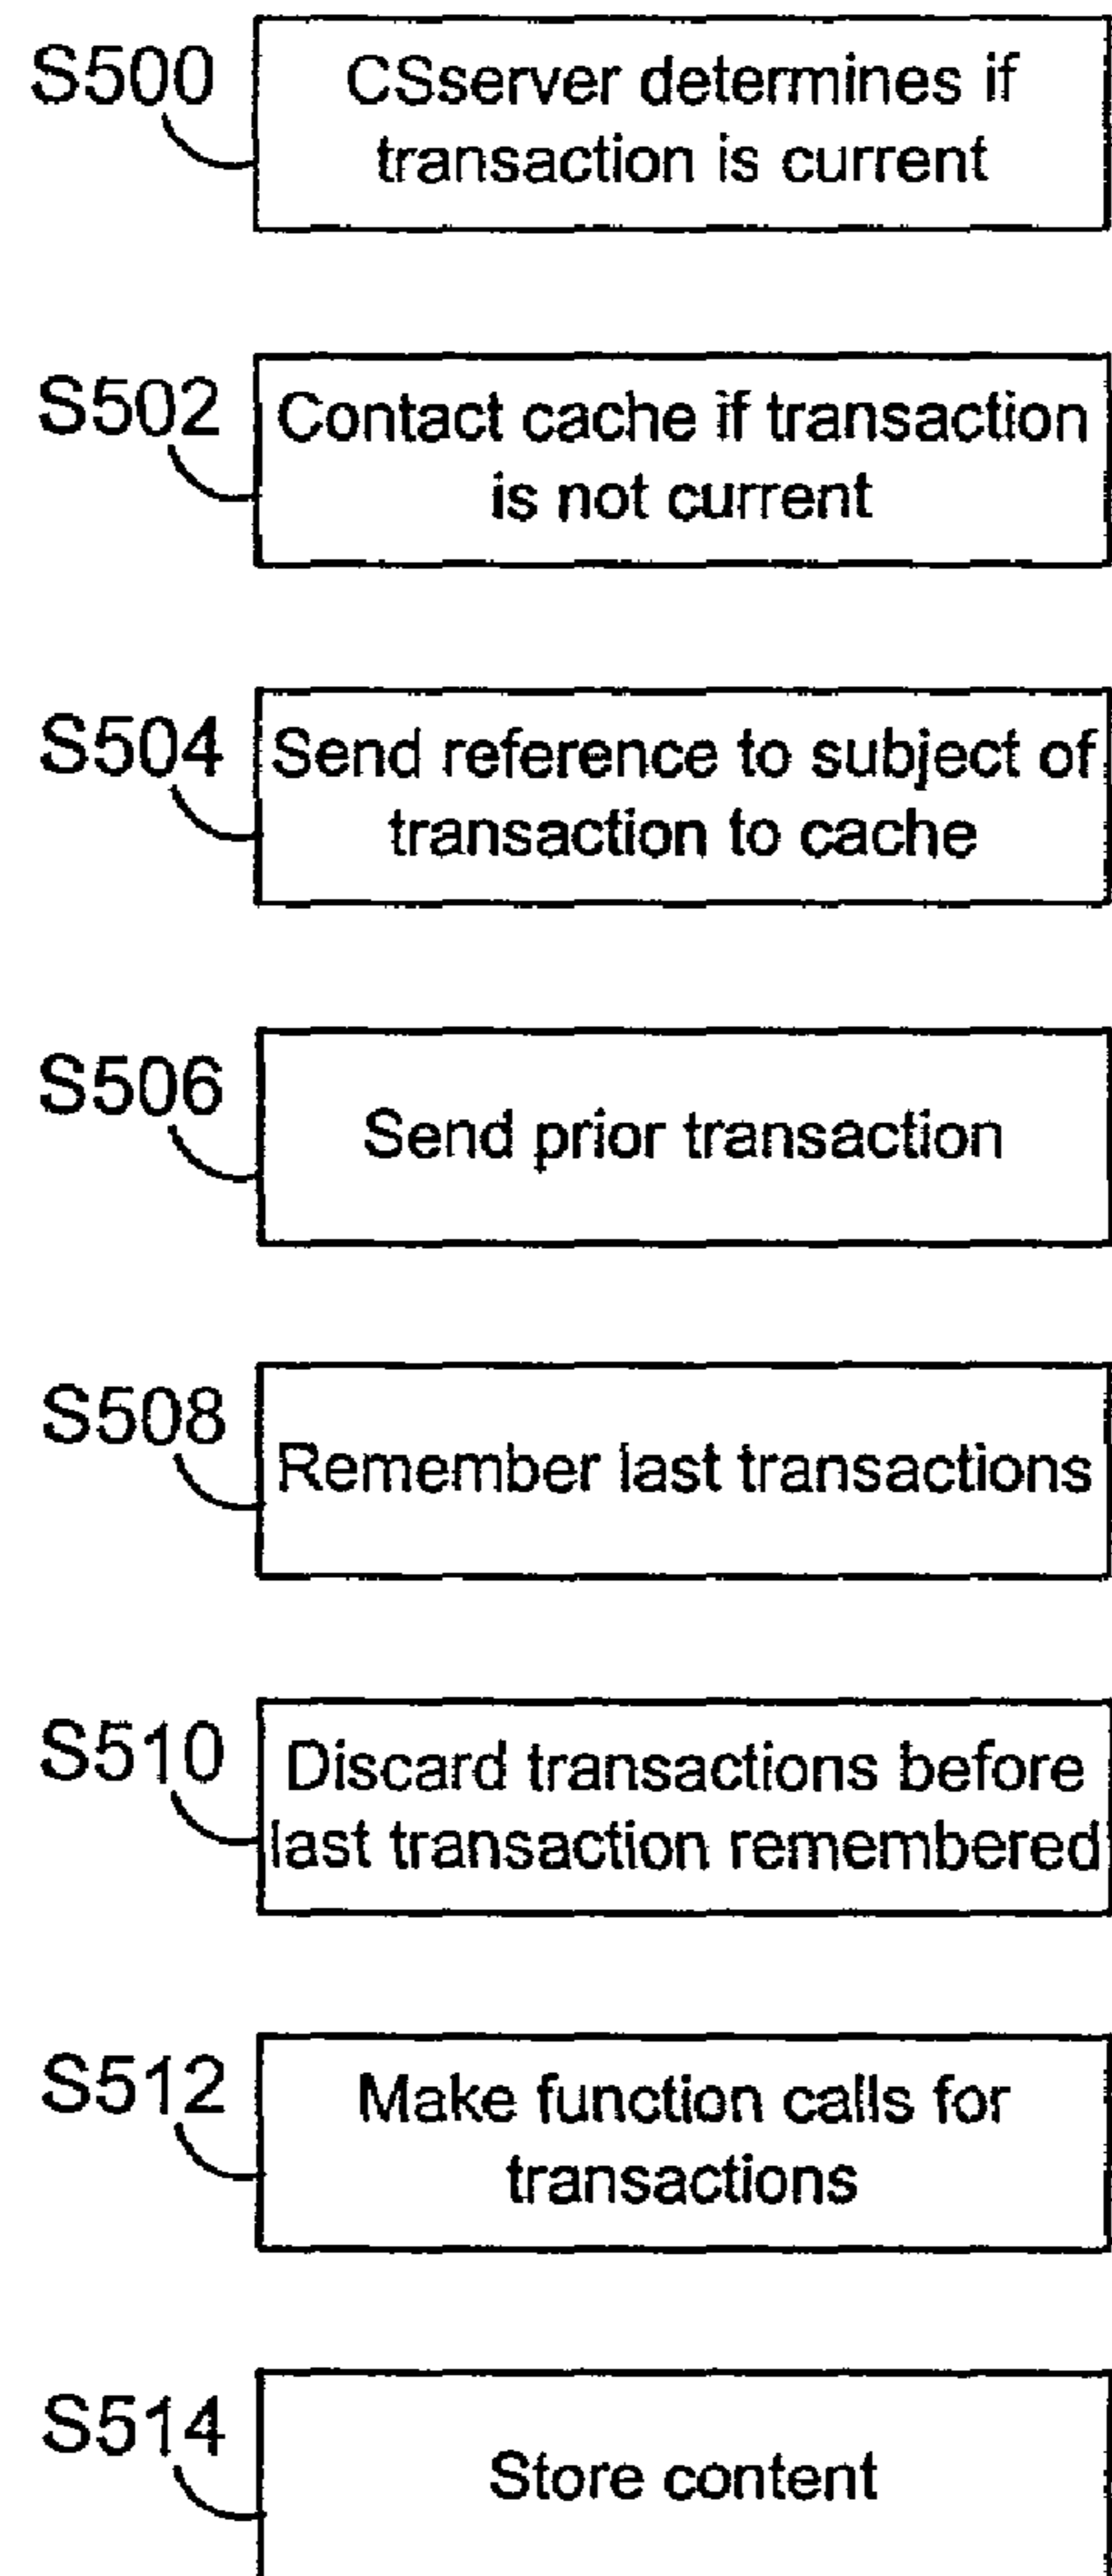 S500
CSserver determines if
transaction is current
S502
Contact cache if transaction
is not current
S504
Send reference to subject of
transaction to cache
S506
Send prior transaction
S508
Remember last transactions
S510
Discard transactions before
last transaction remembered
S512
Make function calls for
transactions
S514
Store content